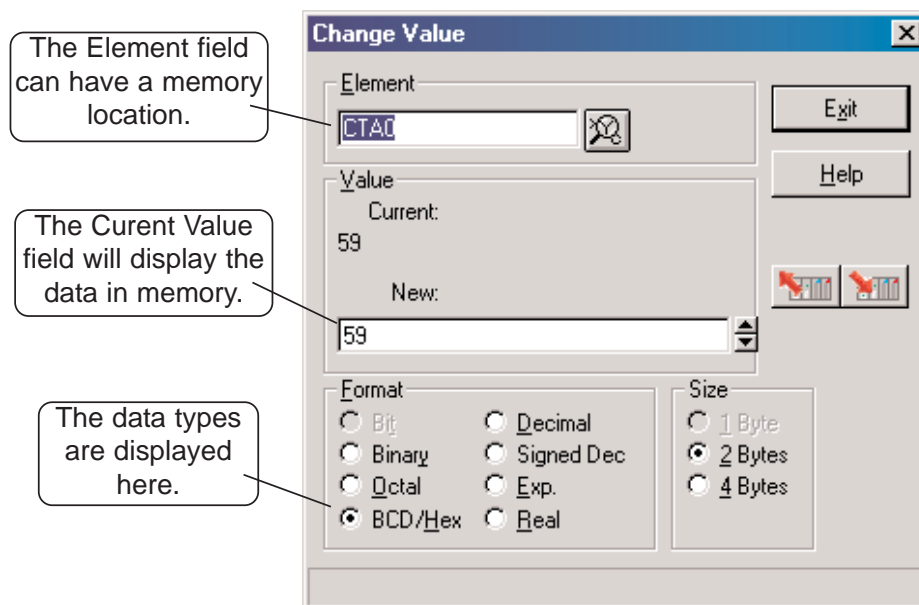 The Element field
can have a memory
location.
The Curent Value
field will display the
data in memory.
The data types
are displayed
here.
Change Value
Element
CTA0
Exit
Help
Value
Current:
59
New:
59
Format
Bit
Decimal
Binary
Signed Dec
Octal
Exp.
BCD/Hex
Real
Size
1 Byte
2 Bytes
4 Bytes